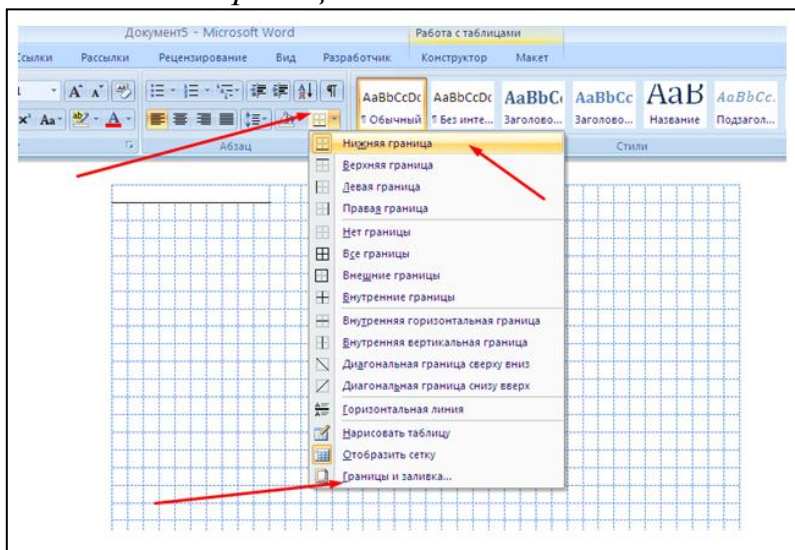 Документ5 - Microsoft Word
Работа с таблицами
Ссылки Рассылки Рецензирование Вид Разработчик Конструктор Макет
AaBbCcDc AaBbCcDc AaBbC AaBbCc AaB AaBbCc.
¶ Обычный ¶ Без инте... Заголово... Заголово... Название Подзагол...
Абзац
Стили
Нижняя граница
Верхняя граница
Левая граница
Правая граница
Нет границы
Все границы
Внешние границы
Внутренние границы
Внутренняя горизонтальная граница
Внутренняя вертикальная граница
Диагональная граница сверху вниз
Диагональная граница снизу вверх
Горизонтальная линия
Нарисовать таблицу
Отобразить сетку
Границы и заливка...